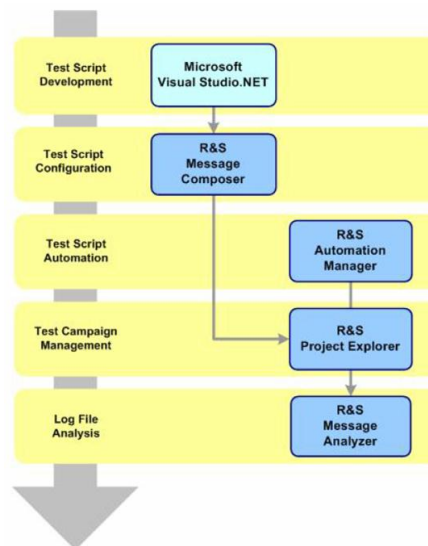 Test Script
Development
Microsoft
Visual Studio.NET
Test Script
Configuration
R&S
Message
Composer
Test Script
Automation
R&S
Automation
Manager
Test Campaign
Management
R&S
Project Explorer
Log File
Analysis
R&S
Message
Analyzer